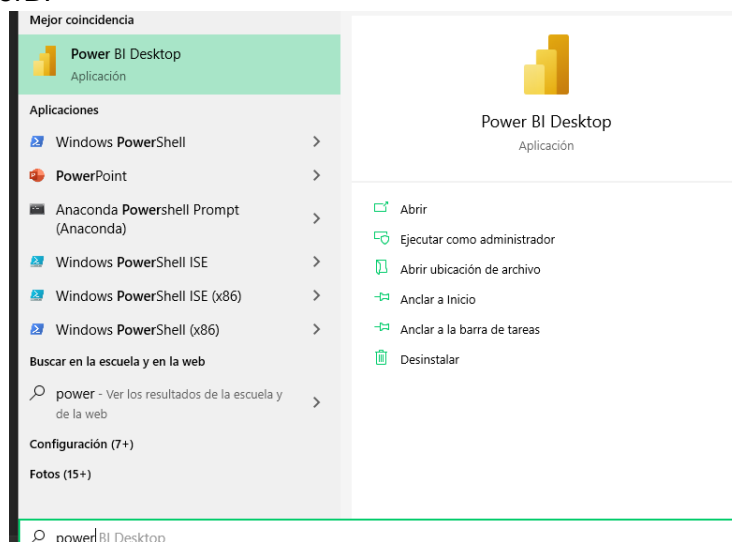 Mejor coincidencia
Power BI Desktop
Aplicación
Aplicaciones
Windows PowerShell
PowerPoint
Anaconda Powershell Prompt
(Anaconda)
Windows PowerShell ISE
Windows PowerShell ISE (x86)
Windows PowerShell (x86)
Buscar en la escuela y en la web
power - Ver los resultados de la escuela y
de la web
Configuración (7+)
Fotos (15+)
power BI Desktop
Power BI Desktop
Aplicación
Abrir
Ejecutar como administrador
Abrir ubicación de archivo
Anclar a Inicio
Anclar a la barra de tareas
Desinstalar